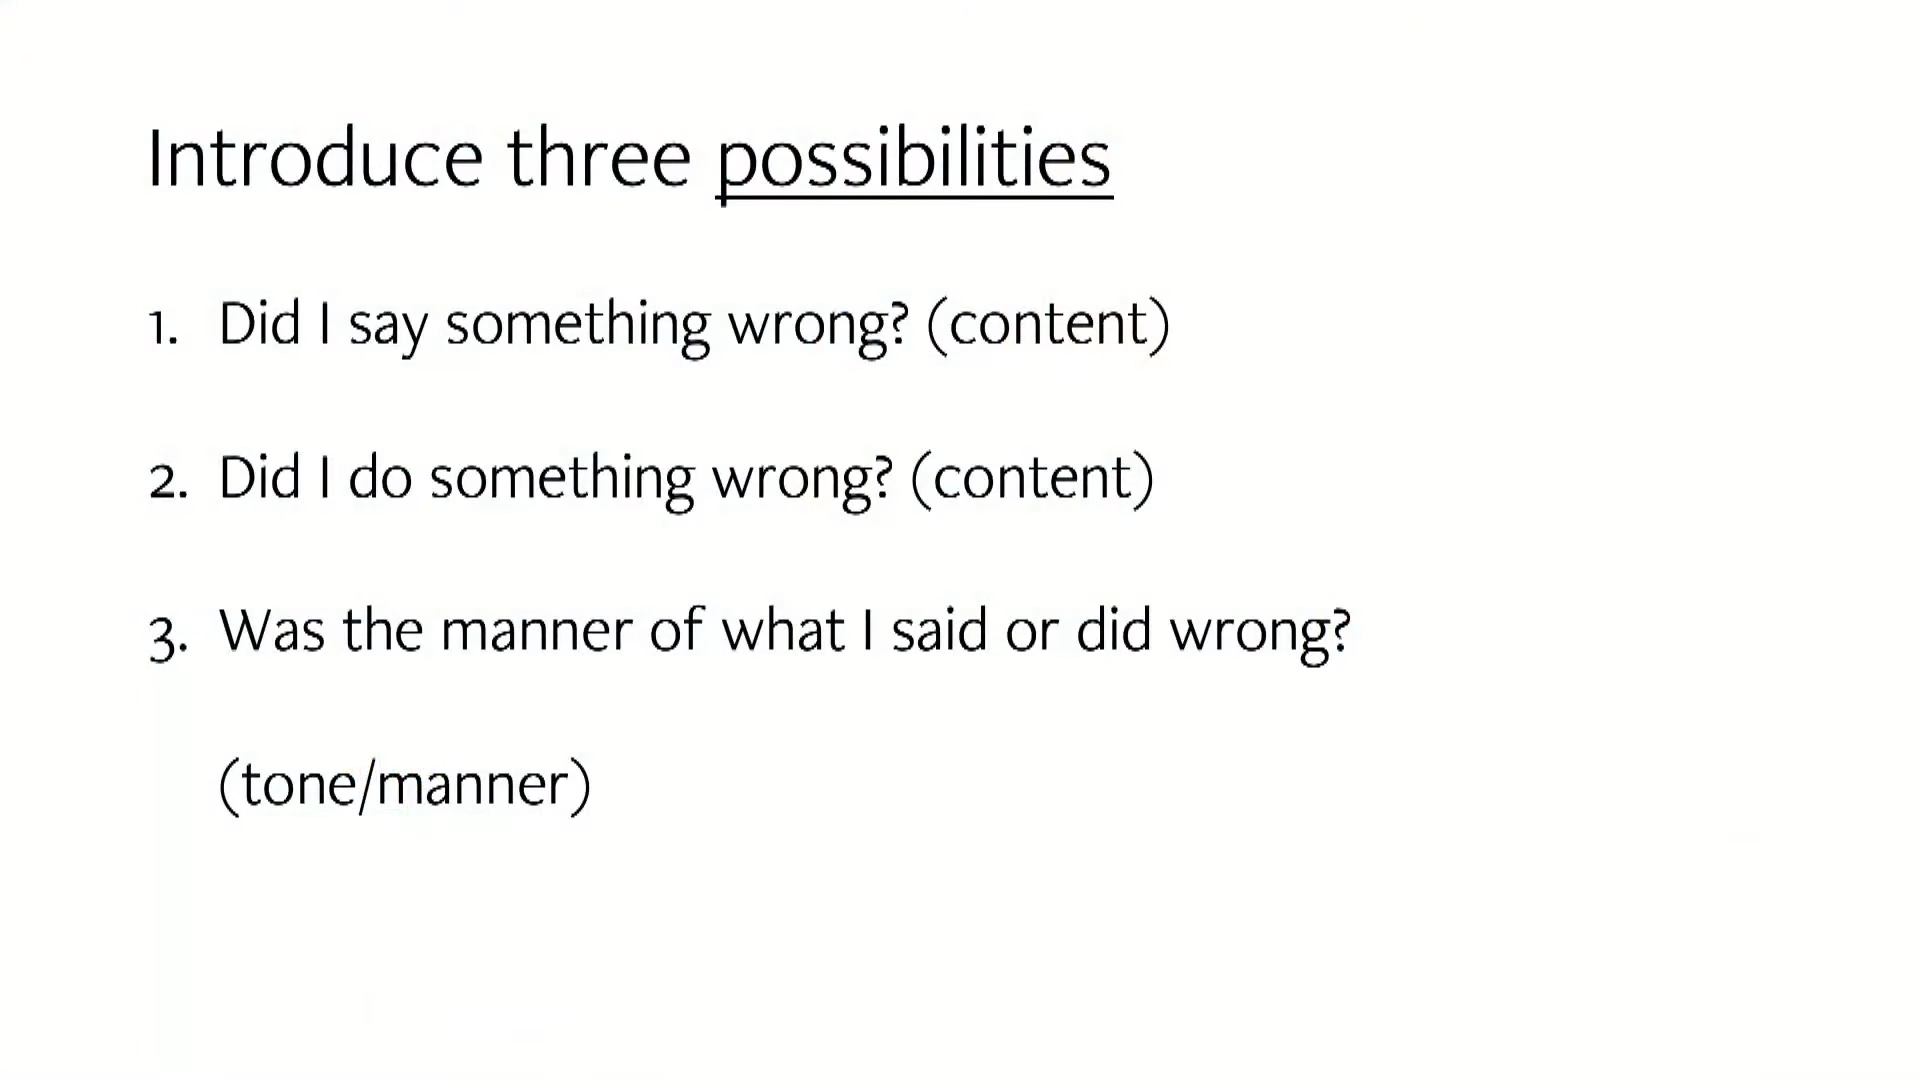 Introduce three possibilities
1. Did I say something wrong? (content)
2. Did I do something wrong? (content)
3. Was the manner of what I said or did wrong?
(tone/manner)